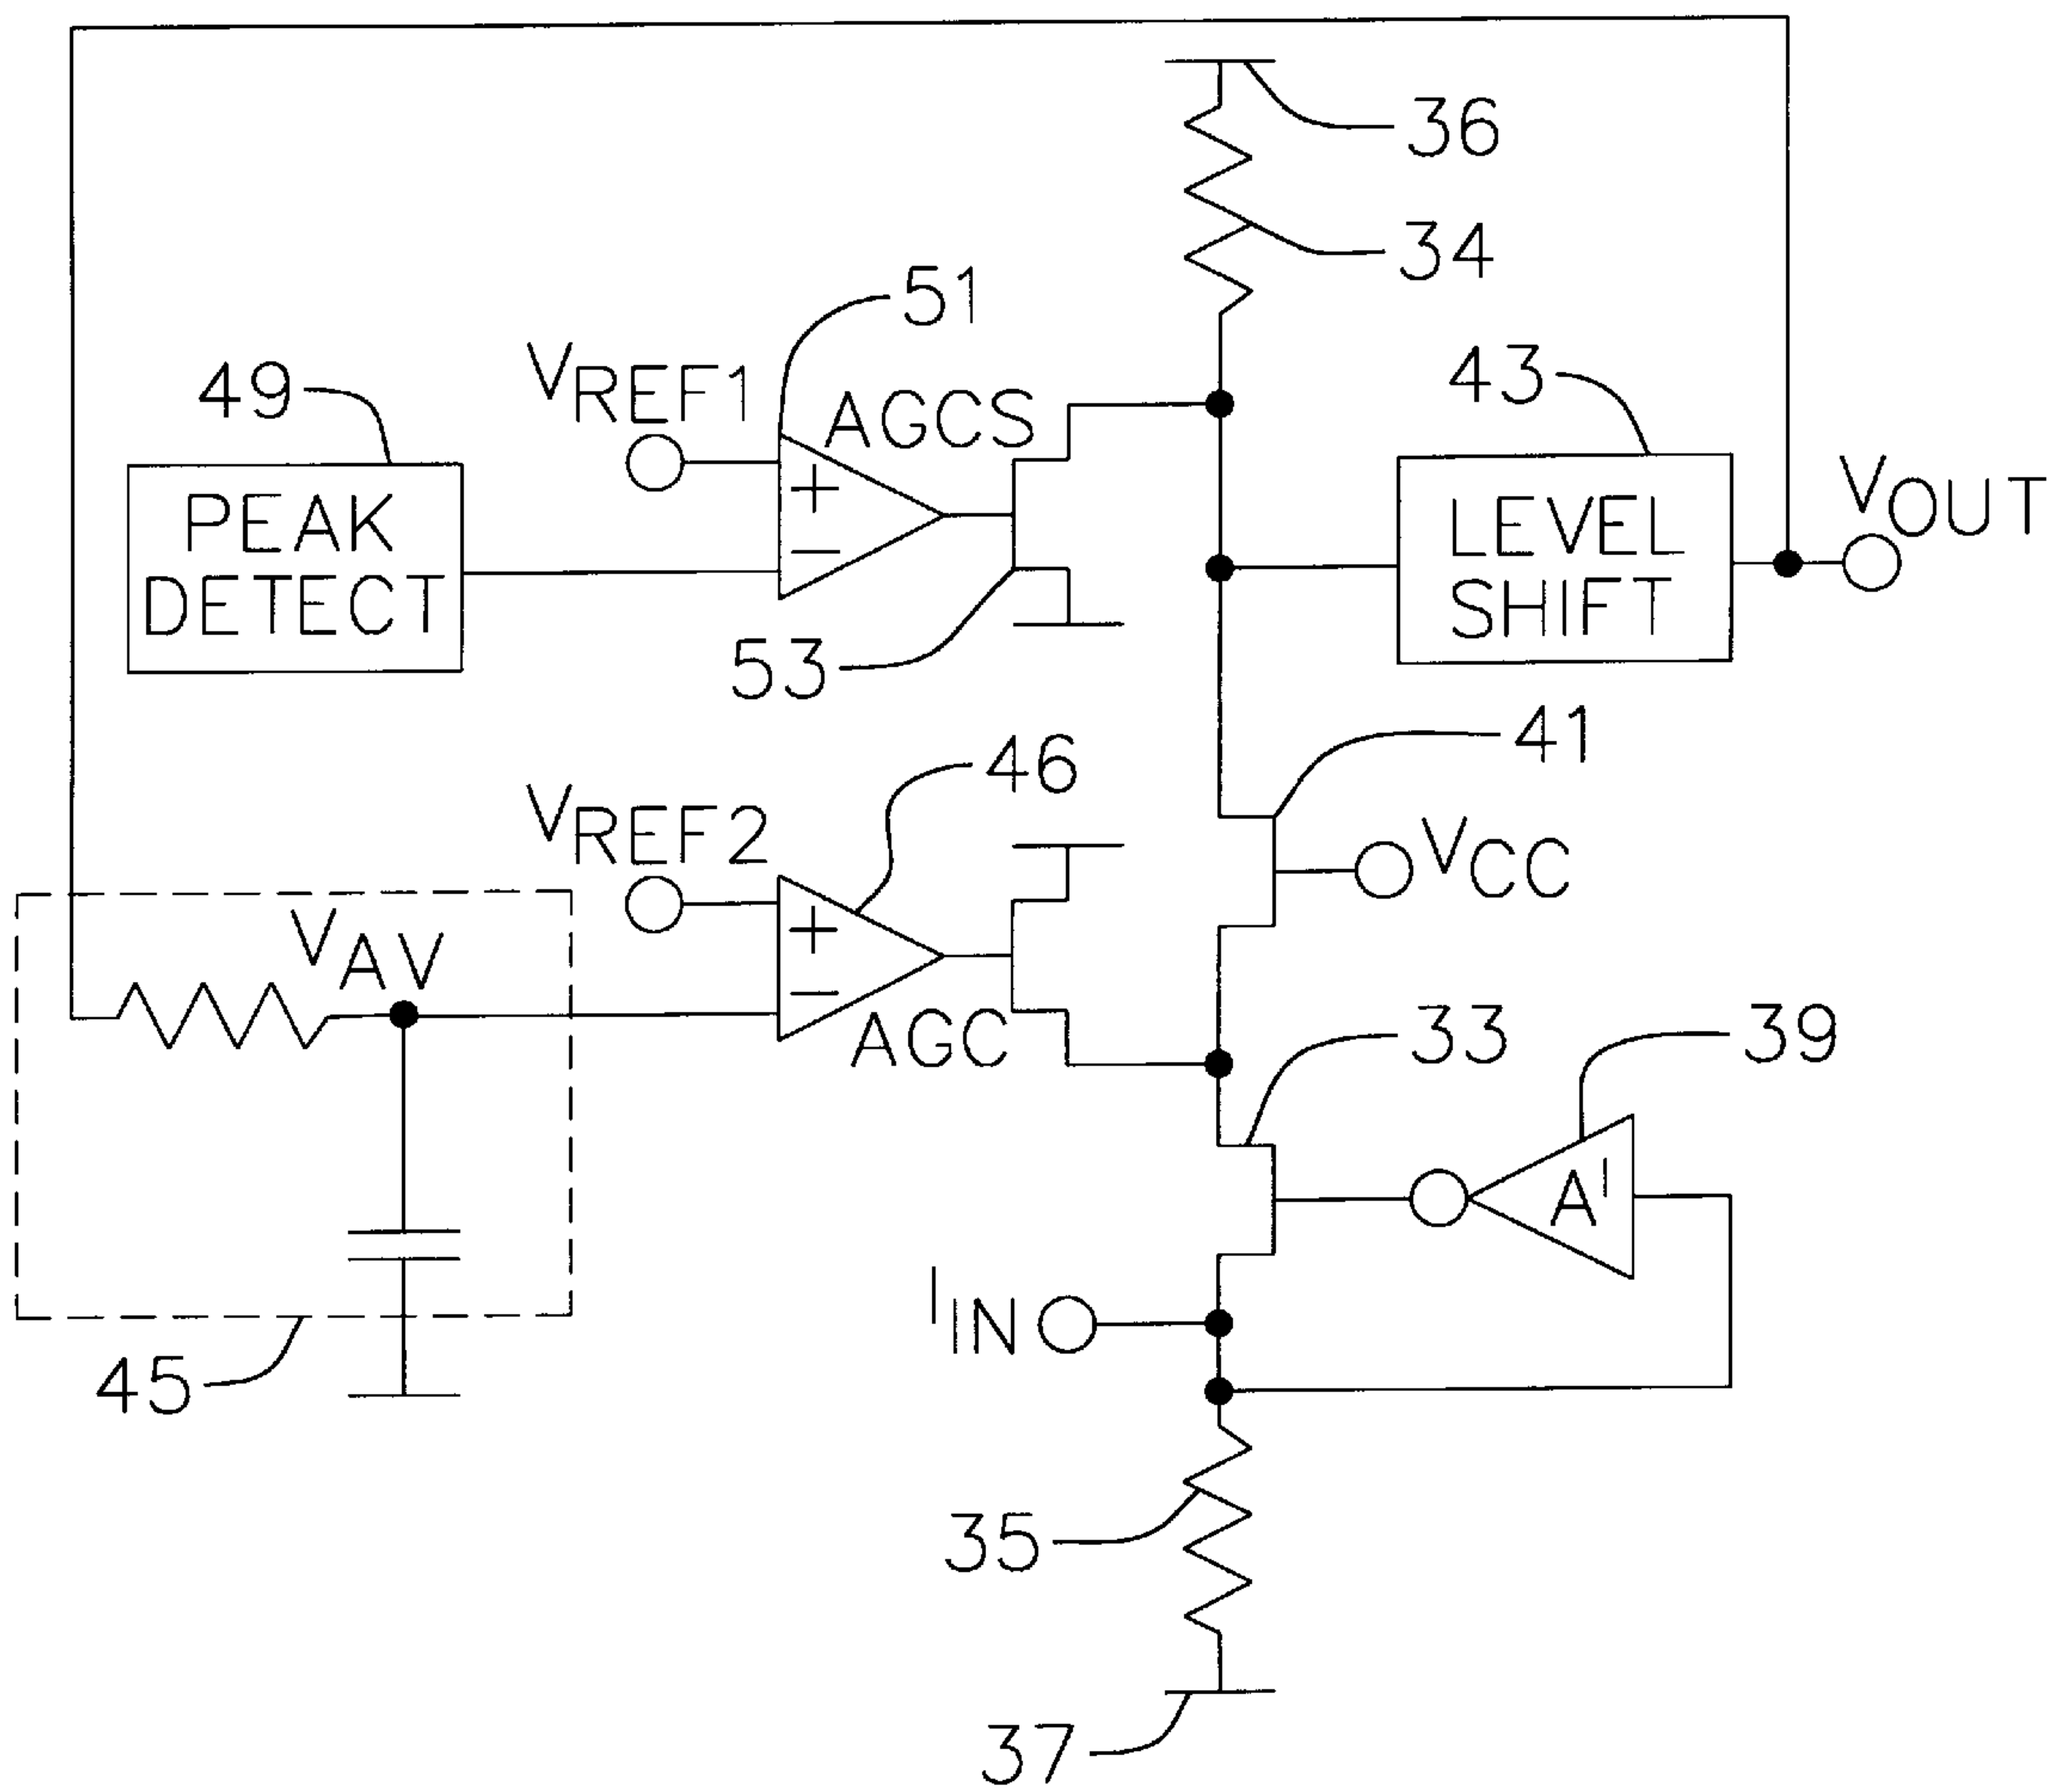 36
34
51
VREF1
AGCS
49
43
PEAK
DETECT
+
−
LEVEL
SHIFT
VOUT
53
41
46
VREF2
VCC
VAV
+
−
AGC
33
39
A'
IIN
45
35
37